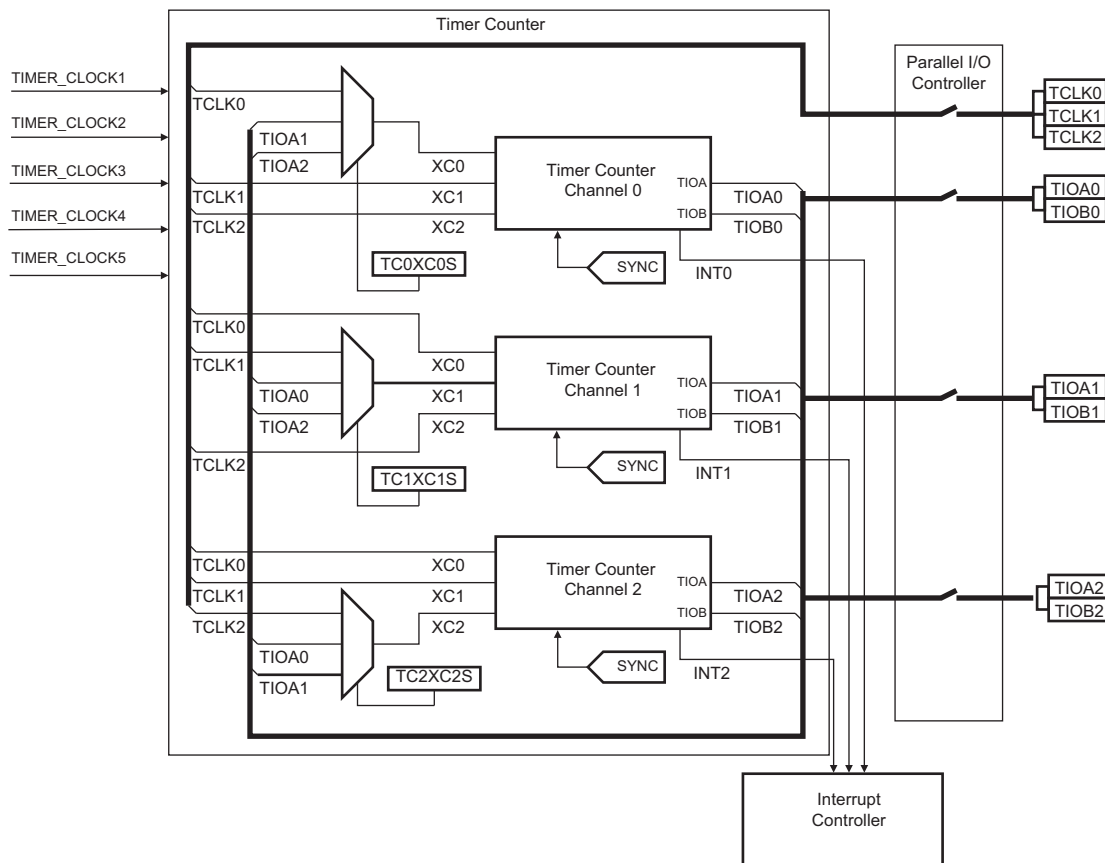 Timer Counter
Parallel I/O
Controller
TIMER_CLOCK1
TIMER_CLOCK2
TIMER_CLOCK3
TIMER_CLOCK4
TIMER_CLOCK5
TCLK0
TIOA1
TIOA2
XC0
TCLK1
XC1
TCLK2
XC2
Timer Counter
Channel 0
TIOA
TIOB
TIOA0
TIOB0
TC0XC0S
SYNC
INT0
TCLK0
TCLK1
XC0
TIOA0
XC1
TIOA2
XC2
TCLK2
Timer Counter
Channel 1
TIOA
TIOB
TIOA1
TIOB1
TC1XC1S
SYNC
INT1
TCLK0
XC0
TCLK1
XC1
TCLK2
XC2
TIOA0
TIOA1
Timer Counter
Channel 2
TIOA
TIOB
TIOA2
TIOB2
TC2XC2S
SYNC
INT2
TCLK0
TCLK1
TCLK2
TIOA0
TIOB0
TIOA1
TIOB1
TIOA2
TIOB2
Interrupt
Controller